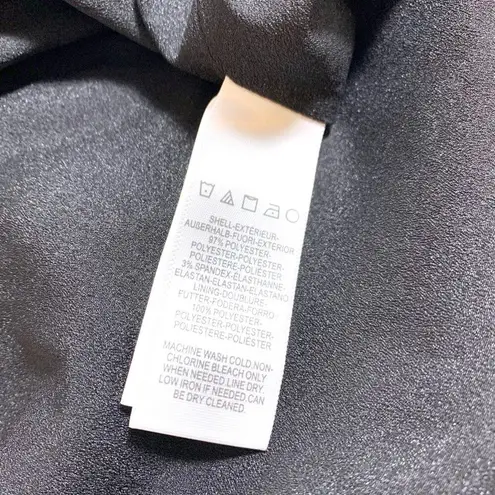 SHELL-EXTÉRIEUR-
AUßERHALB-FUORI-EXTERIOR
97% POLYESTER-
POLYESTER-POLYESTER-
POLIESTERE-POLIÉSTER
3% SPANDEX-ÉLASTHANNE-
ELASTAN-ELASTAN-ELASTANO
LINING-DOUBLURE-
FUTTER-FODERA-FORRO
100% POLYESTER-
POLYESTER-POLYESTER-
POLIESTERE-POLIÉSTER
MACHINE WASH COLD,NON-
CHLORINE BLEACH ONLY
WHEN NEEDED,LINE DRY.
LOW IRON IF NEEDED.CAN
BE DRY CLEANED.